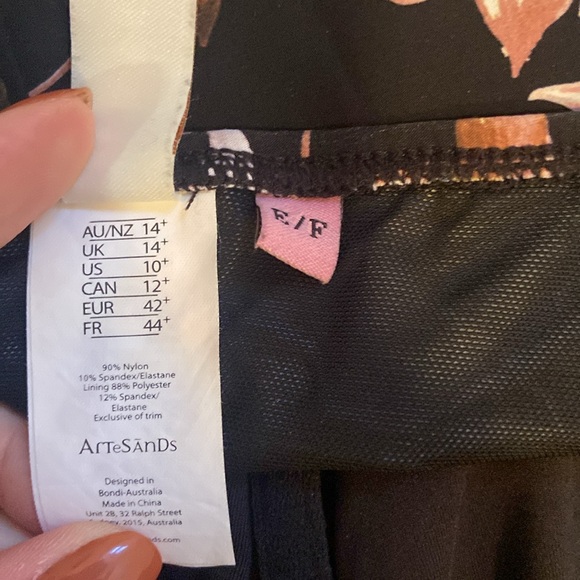 AU/NZ 14+
UK 14+
US 10+
CAN 12+
EUR 42+
FR 44+
E/F
90% Nylon
10% Spandex/Elastane
Lining 88% Polyester
12% Spandex/
Elastane
Exclusive of trim
ArTeSānDs
Designed in
Bondi-Australia
Made in China
Unit 28, 32 Ralph Street
2015, Australia